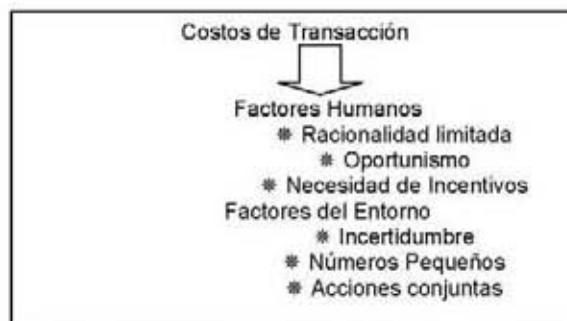 Costos de Transacción
Factores Humanos
✵ Racionalidad limitada
✵ Oportunismo
✵ Necesidad de Incentivos
Factores del Entorno
✵ Incertidumbre
✵ Números Pequeños
✵ Acciones conjuntas